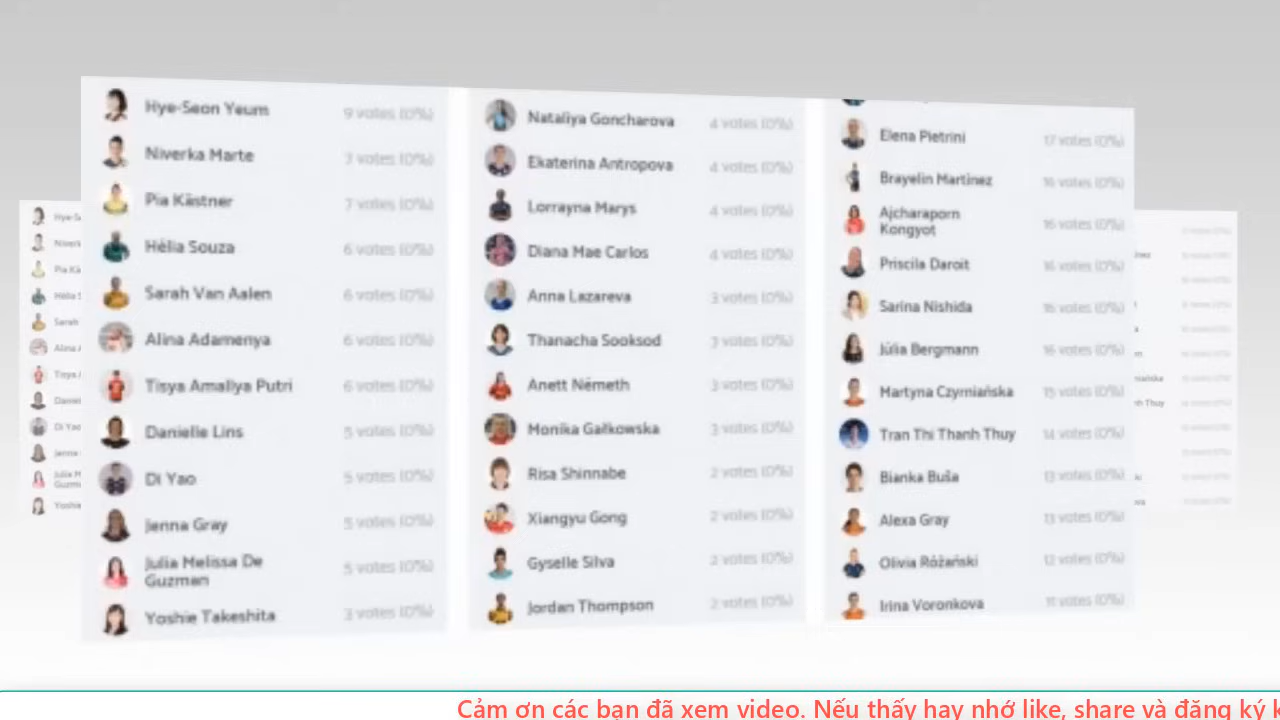 Hye-Seon Yeum 9 votes (0%)
Niverka Marte 7 votes (0%)
Pia Kästner 7 votes (0%)
Hélia Souza 6 votes (0%)
Sarah Van Aalen 6 votes (0%)
Alina Adamenya 6 votes (0%)
Tisya Amallya Putri 6 votes (0%)
Danielle Lins 5 votes (0%)
Di Yao 5 votes (0%)
Jenna Gray 5 votes (0%)
Julia Melissa De
Guzman 5 votes (0%)
Yoshie Takeshita 3 votes (0%)
Nataliya Goncharova 4 votes (0%)
Ekaterina Antropova 4 votes (0%)
Lorrayna Marys 4 votes (0%)
Diana Mae Carlos 4 votes (0%)
Anna Lazareva 3 votes (0%)
Thanacha Sooksod 3 votes (0%)
Anett Németh 3 votes (0%)
Monika Gałkowska 3 votes (0%)
Risa Shinnabe 2 votes (0%)
Xiangyu Gong 2 votes (0%)
Gyselle Silva 2 votes (0%)
Jordan Thompson 2 votes (0%)
Elena Pietrini 17 votes (0%)
Brayelin Martinez 16 votes (0%)
Ajcharaporn
Kongyot 16 votes (0%)
Priscila Daroit 16 votes (0%)
Sarina Nishida 16 votes (0%)
Júlia Bergmann 16 votes (0%)
Martyna Czyrniańska 15 votes (0%)
Tran Thi Thanh Thuy 14 votes (0%)
Bianka Buša 13 votes (0%)
Alexa Gray 13 votes (0%)
Olivia Różański 12 votes (0%)
Irina Voronkova 11 votes (0%)
Cảm ơn các bạn đã xem video. Nếu thấy hay nhớ like, share và đăng ký